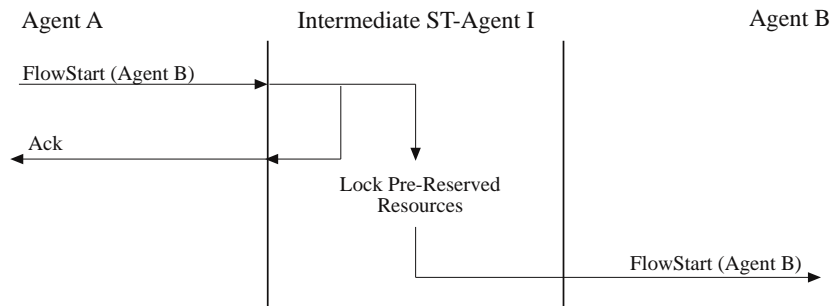 Agent A
Intermediate ST-Agent I
Agent B
FlowStart (Agent B)
Ack
Lock Pre-Reserved
Resources
FlowStart (Agent B)